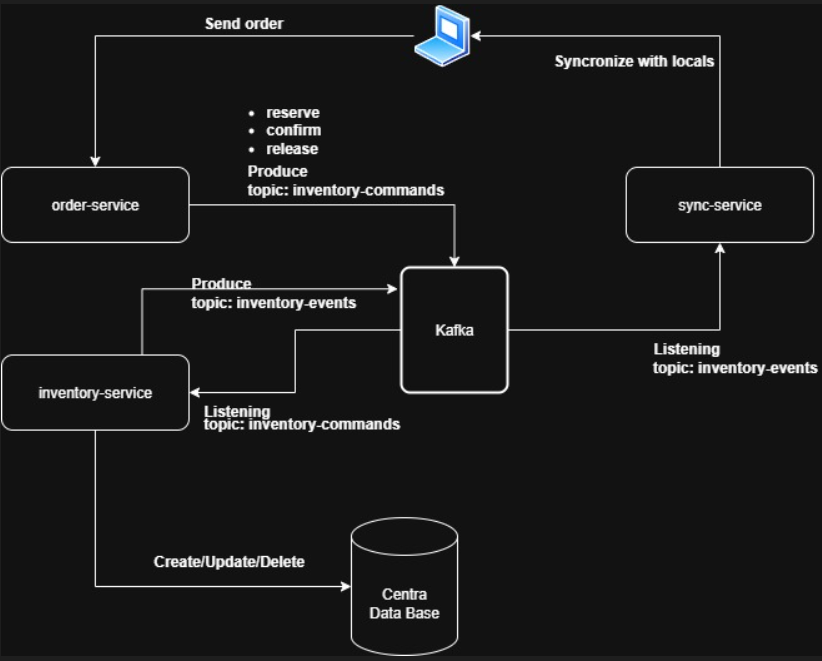 Send order
Syncronize with locals
• reserve
• confirm
• release
Produce
topic: inventory-commands
order-service
sync-service
Produce
topic: inventory-events
Kafka
Listening
topic: inventory-events
inventory-service
Listening
topic: inventory-commands
Create/Update/Delete
Centra
Data Base